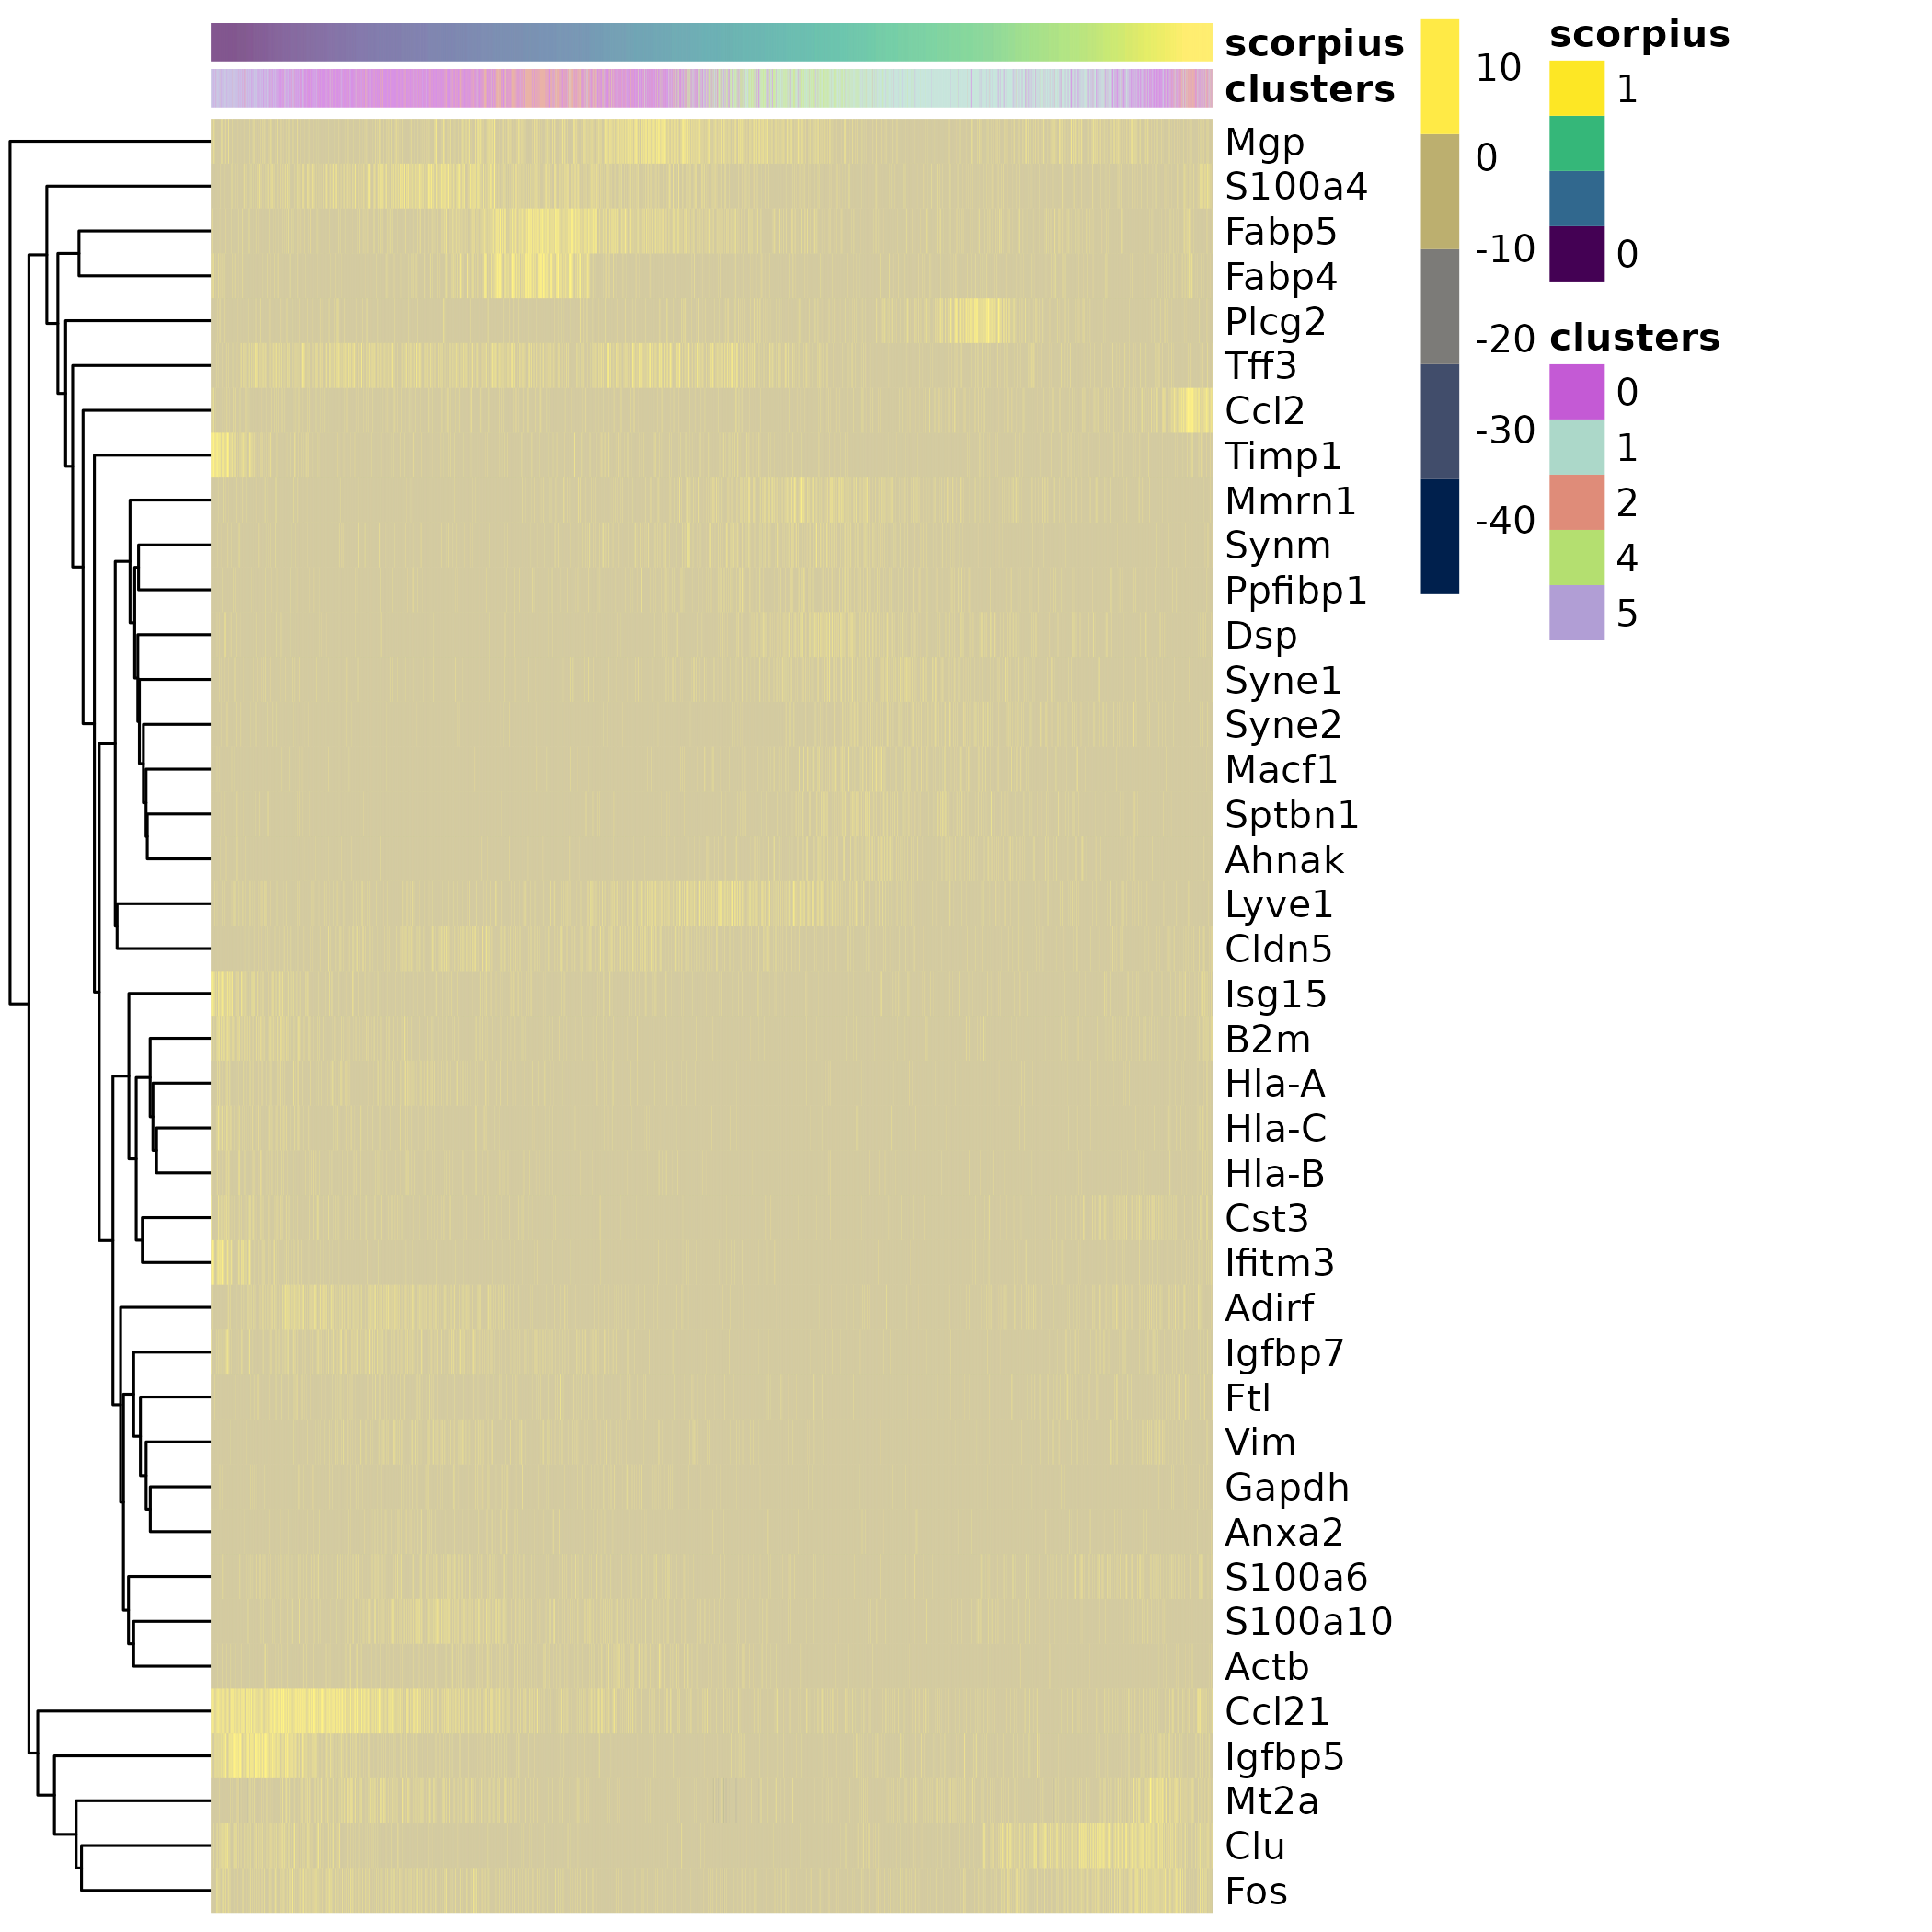 scorpius
clusters
Mgp
S100a4
Fabp5
Fabp4
Plcg2
Tff3
Ccl2
Timp1
Mmrn1
Synm
Ppfibp1
Dsp
Syne1
Syne2
Macf1
Sptbn1
Ahnak
Lyve1
Cldn5
Isg15
B2m
Hla-A
Hla-C
Hla-B
Cst3
Ifitm3
Adirf
Igfbp7
Ftl
Vim
Gapdh
Anxa2
S100a6
S100a10
Actb
Ccl21
Igfbp5
Mt2a
Clu
Fos
10
0
-10
-20
-30
-40
scorpius
1
0
clusters
0
1
2
4
5